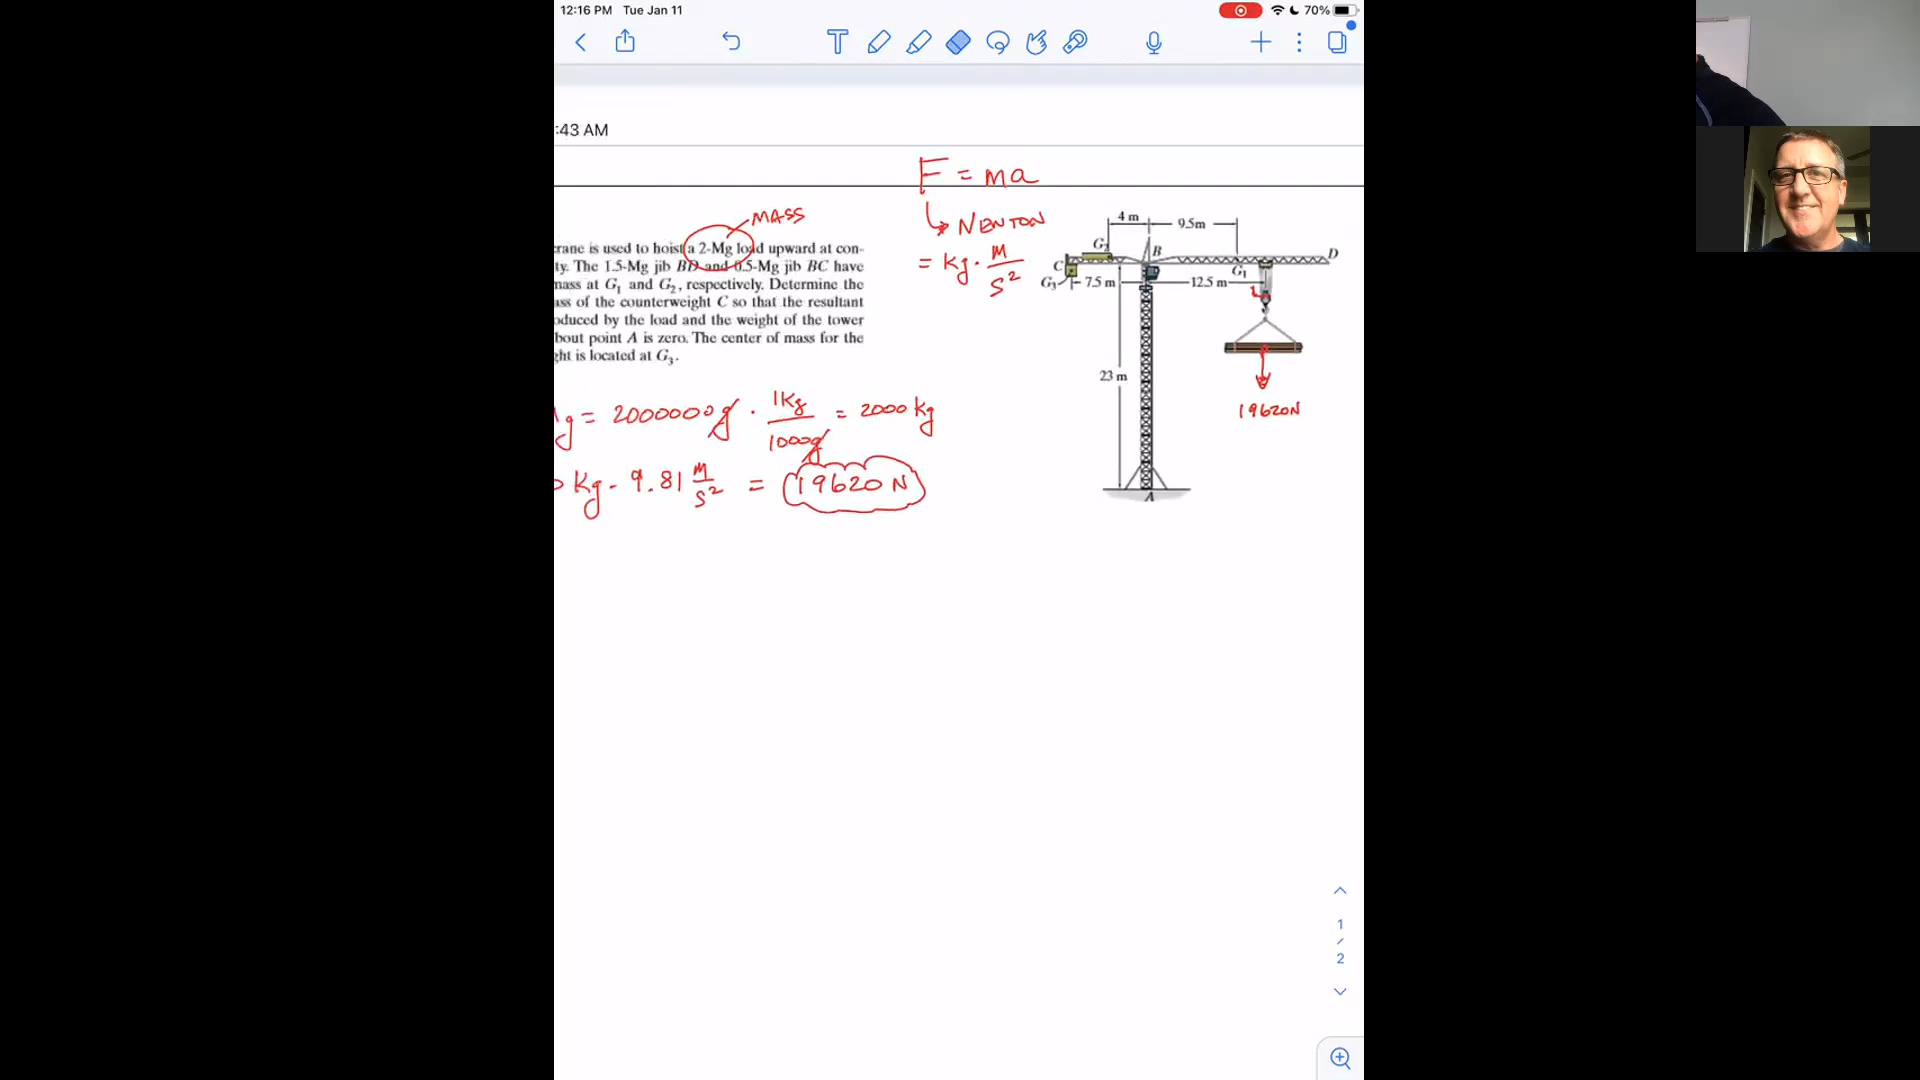 12:16 PM Tue Jan 11
70%
:43 AM
F = ma
MASS
NEWTON
= kg · m/s²
crane is used to hoist a 2-Mg load upward at con-
ty. The 1.5-Mg jib BD and 0.5-Mg jib BC have
mass at G₁ and G₂, respectively. Determine the
ass of the counterweight C so that the resultant
oduced by the load and the weight of the tower
bout point A is zero. The center of mass for the
ght is located at G₃.
4 m
9.5m
G₂
B
D
C
G₃
7.5 m
12.5 m
G₁
23 m
19620N
A
g = 2000000g · 1Kg/1000g = 2000 kg
Kg · 9.81 m/s² = 19620 N
1
/
2